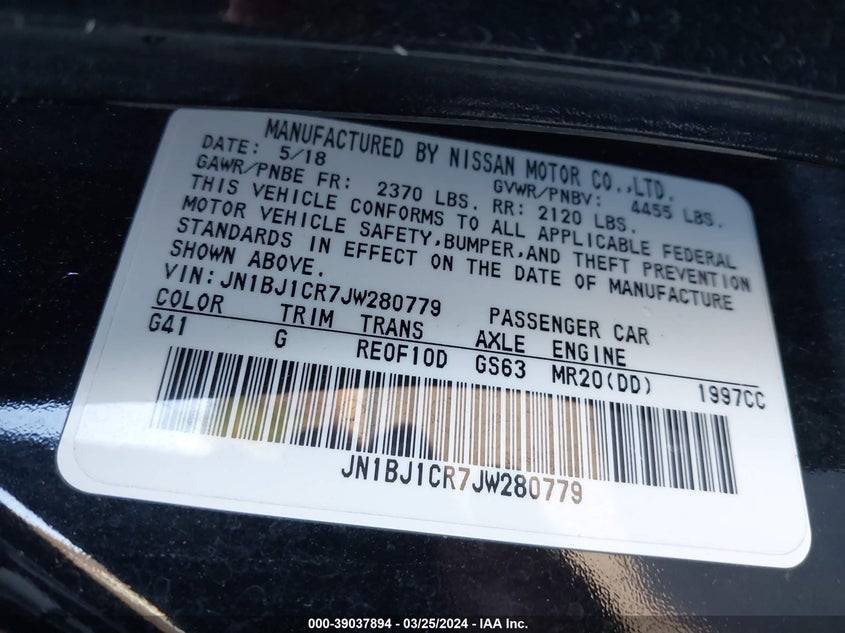 MANUFACTURED BY NISSAN MOTOR CO.,LTD.
DATE: 5/18 GVWR/PNBV: 4455 LBS.
GAWR/PNBE FR: 2370 LBS. RR: 2120 LBS.
THIS VEHICLE CONFORMS TO ALL APPLICABLE FEDERAL
MOTOR VEHICLE SAFETY,BUMPER,AND THEFT PREVENTION
STANDARDS IN EFFECT ON THE DATE OF MANUFACTURE
SHOWN ABOVE.
VIN:JN1BJ1CR7JW280779 PASSENGER CAR
COLOR TRIM TRANS AXLE ENGINE
G41 G RE0F10D GS63 MR20(DD) 1997CC
JN1BJ1CR7JW280779
000-39037894 / 03/25/2024 - © IAA Inc.